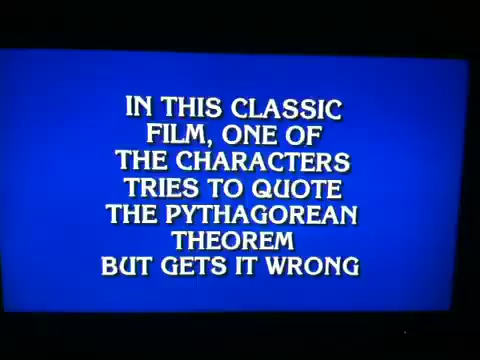 IN THIS CLASSIC
FILM, ONE OF
THE CHARACTERS
TRIES TO QUOTE
THE PYTHAGOREAN
THEOREM
BUT GETS IT WRONG